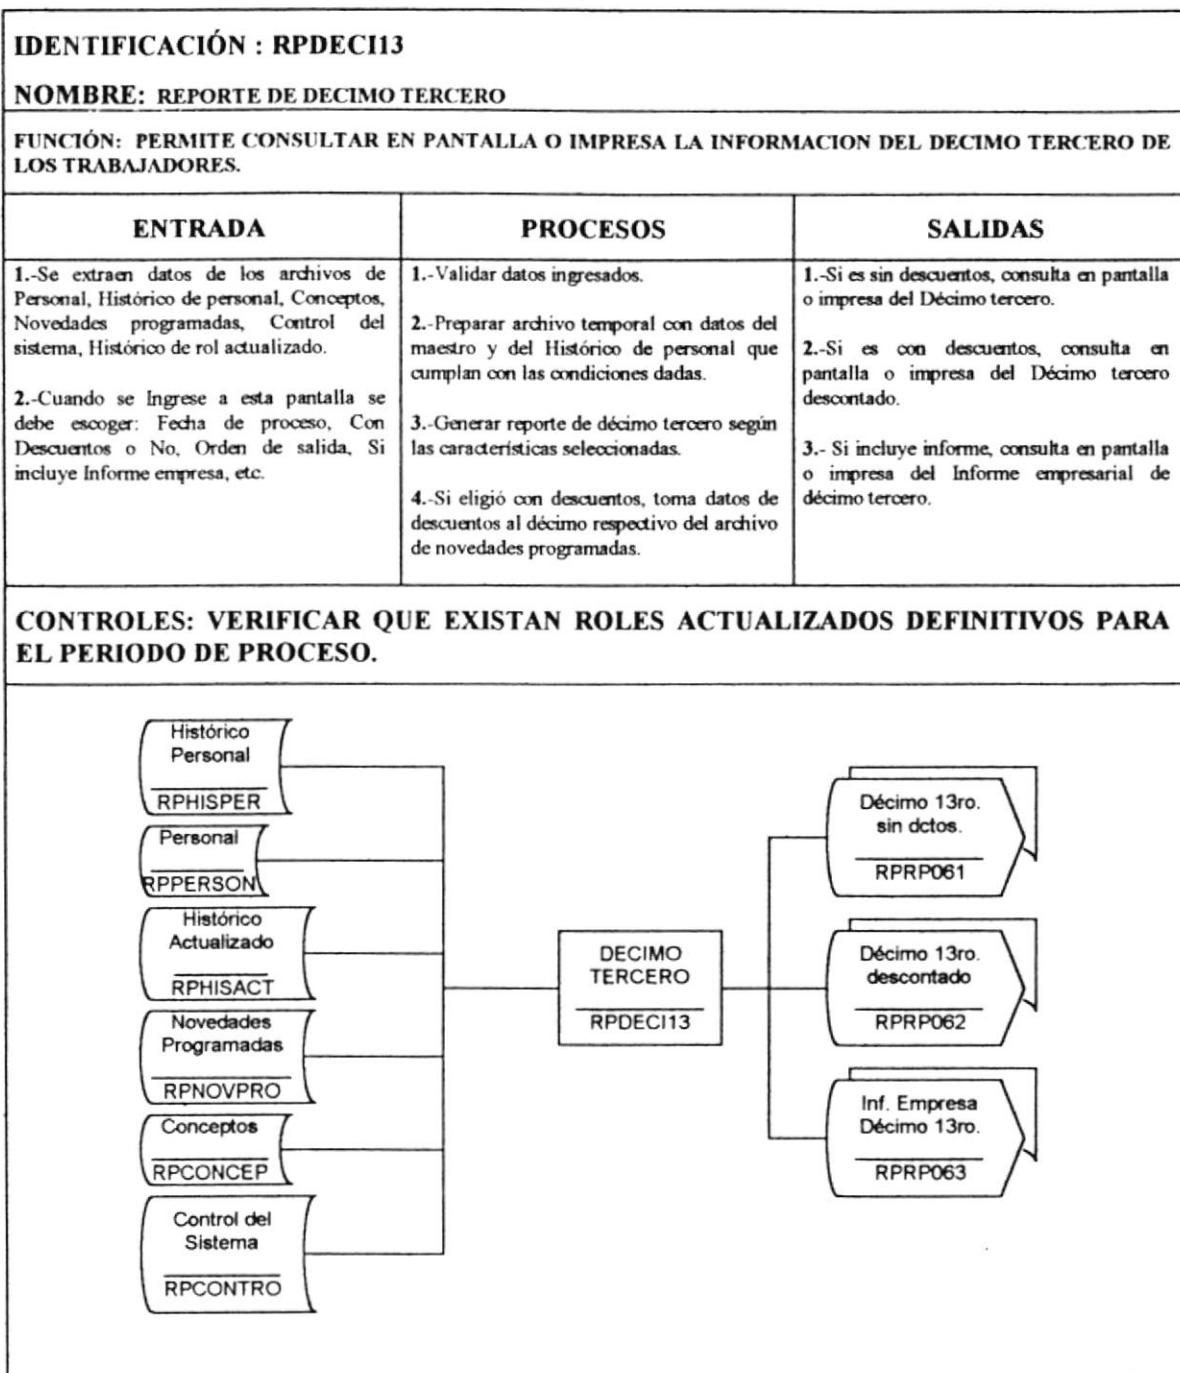 IDENTIFICACIÓN : RPDECI13
NOMBRE: REPORTE DE DECIMO TERCERO
FUNCIÓN: PERMITE CONSULTAR EN PANTALLA O IMPRESA LA INFORMACION DEL DECIMO TERCERO DE
LOS TRABAJADORES.
ENTRADA
1.-Se extraen datos de los archivos de
Personal, Histórico de personal, Conceptos,
Novedades programadas, Control del
sistema, Histórico de rol actualizado.
2.-Cuando se Ingrese a esta pantalla se
debe escoger: Fecha de proceso, Con
Descuentos o No, Orden de salida, Si
incluye Informe empresa, etc.
PROCESOS
1.-Validar datos ingresados.
2.-Preparar archivo temporal con datos del
maestro y del Histórico de personal que
cumplan con las condiciones dadas.
3.-Generar reporte de décimo tercero según
las características seleccionadas.
4.-Si eligió con descuentos, toma datos de
descuentos al décimo respectivo del archivo
de novedades programadas.
SALIDAS
1.-Si es sin descuentos, consulta en pantalla
o impresa del Décimo tercero.
2.-Si es con descuentos, consulta en
pantalla o impresa del Décimo tercero
descontado.
3.- Si incluye informe, consulta en pantalla
o impresa del Informe empresarial de
décimo tercero.
CONTROLES: VERIFICAR QUE EXISTAN ROLES ACTUALIZADOS DEFINITIVOS PARA
EL PERIODO DE PROCESO.
Histórico
Personal
RPHISPER
Personal
RPPERSON
Histórico
Actualizado
RPHISACT
Novedades
Programadas
RPNOVPRO
Conceptos
RPCONCEP
Control del
Sistema
RPCONTRO
DECIMO
TERCERO
RPDECI13
Décimo 13ro.
sin dctos.
RPRP061
Décimo 13ro.
descontado
RPRP062
Inf. Empresa
Décimo 13ro.
RPRP063